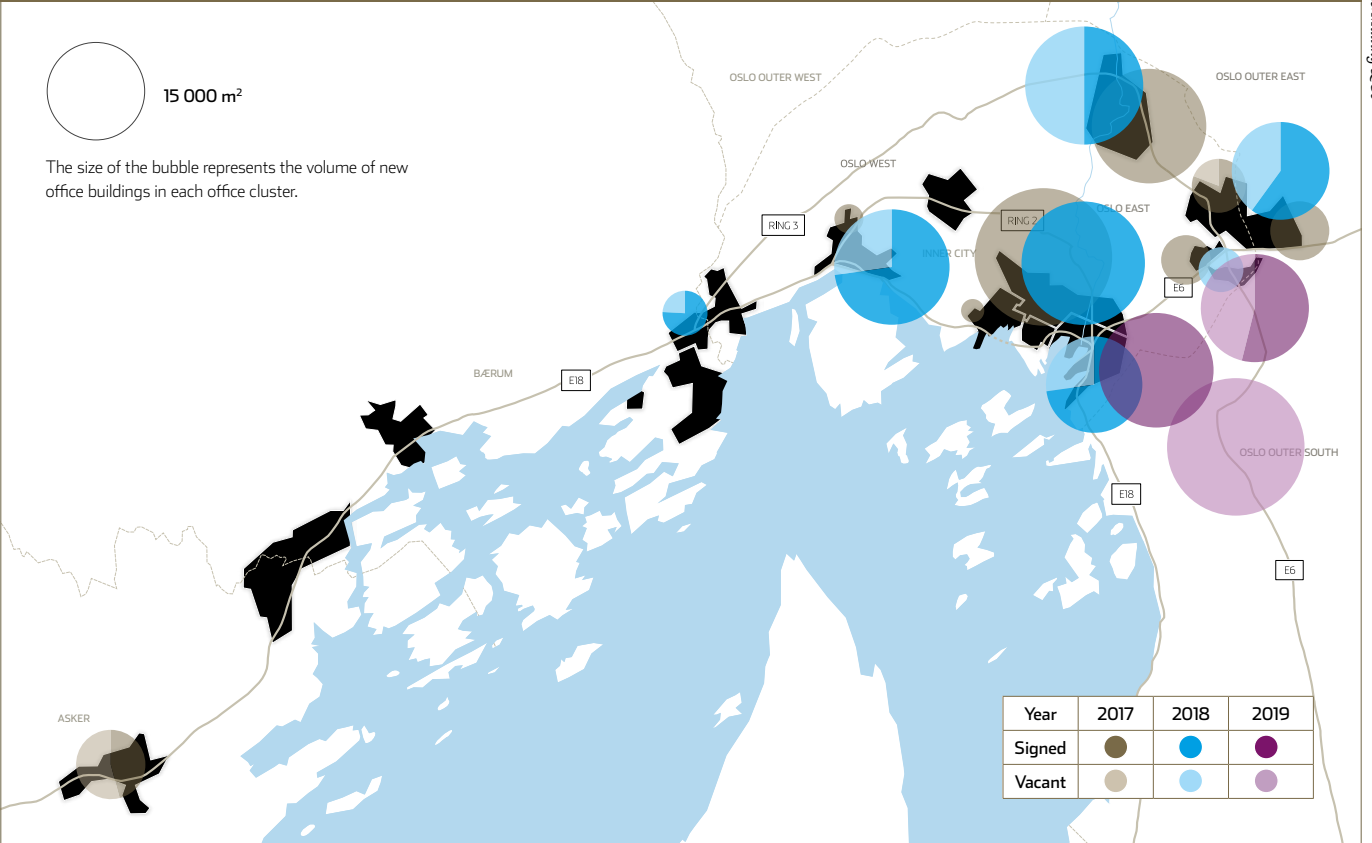 15 000 m²
The size of the bubble represents the volume of new
office buildings in each office cluster.
OSLO OUTER WEST
OSLO OUTER EAST
OSLO WEST
OSLO EAST
RING 3
RING 2
INNER CITY
E6
BÆRUM
E18
OSLO OUTER SOUTH
E18
E6
ASKER
Year 2017 2018 2019
Signed
Vacant